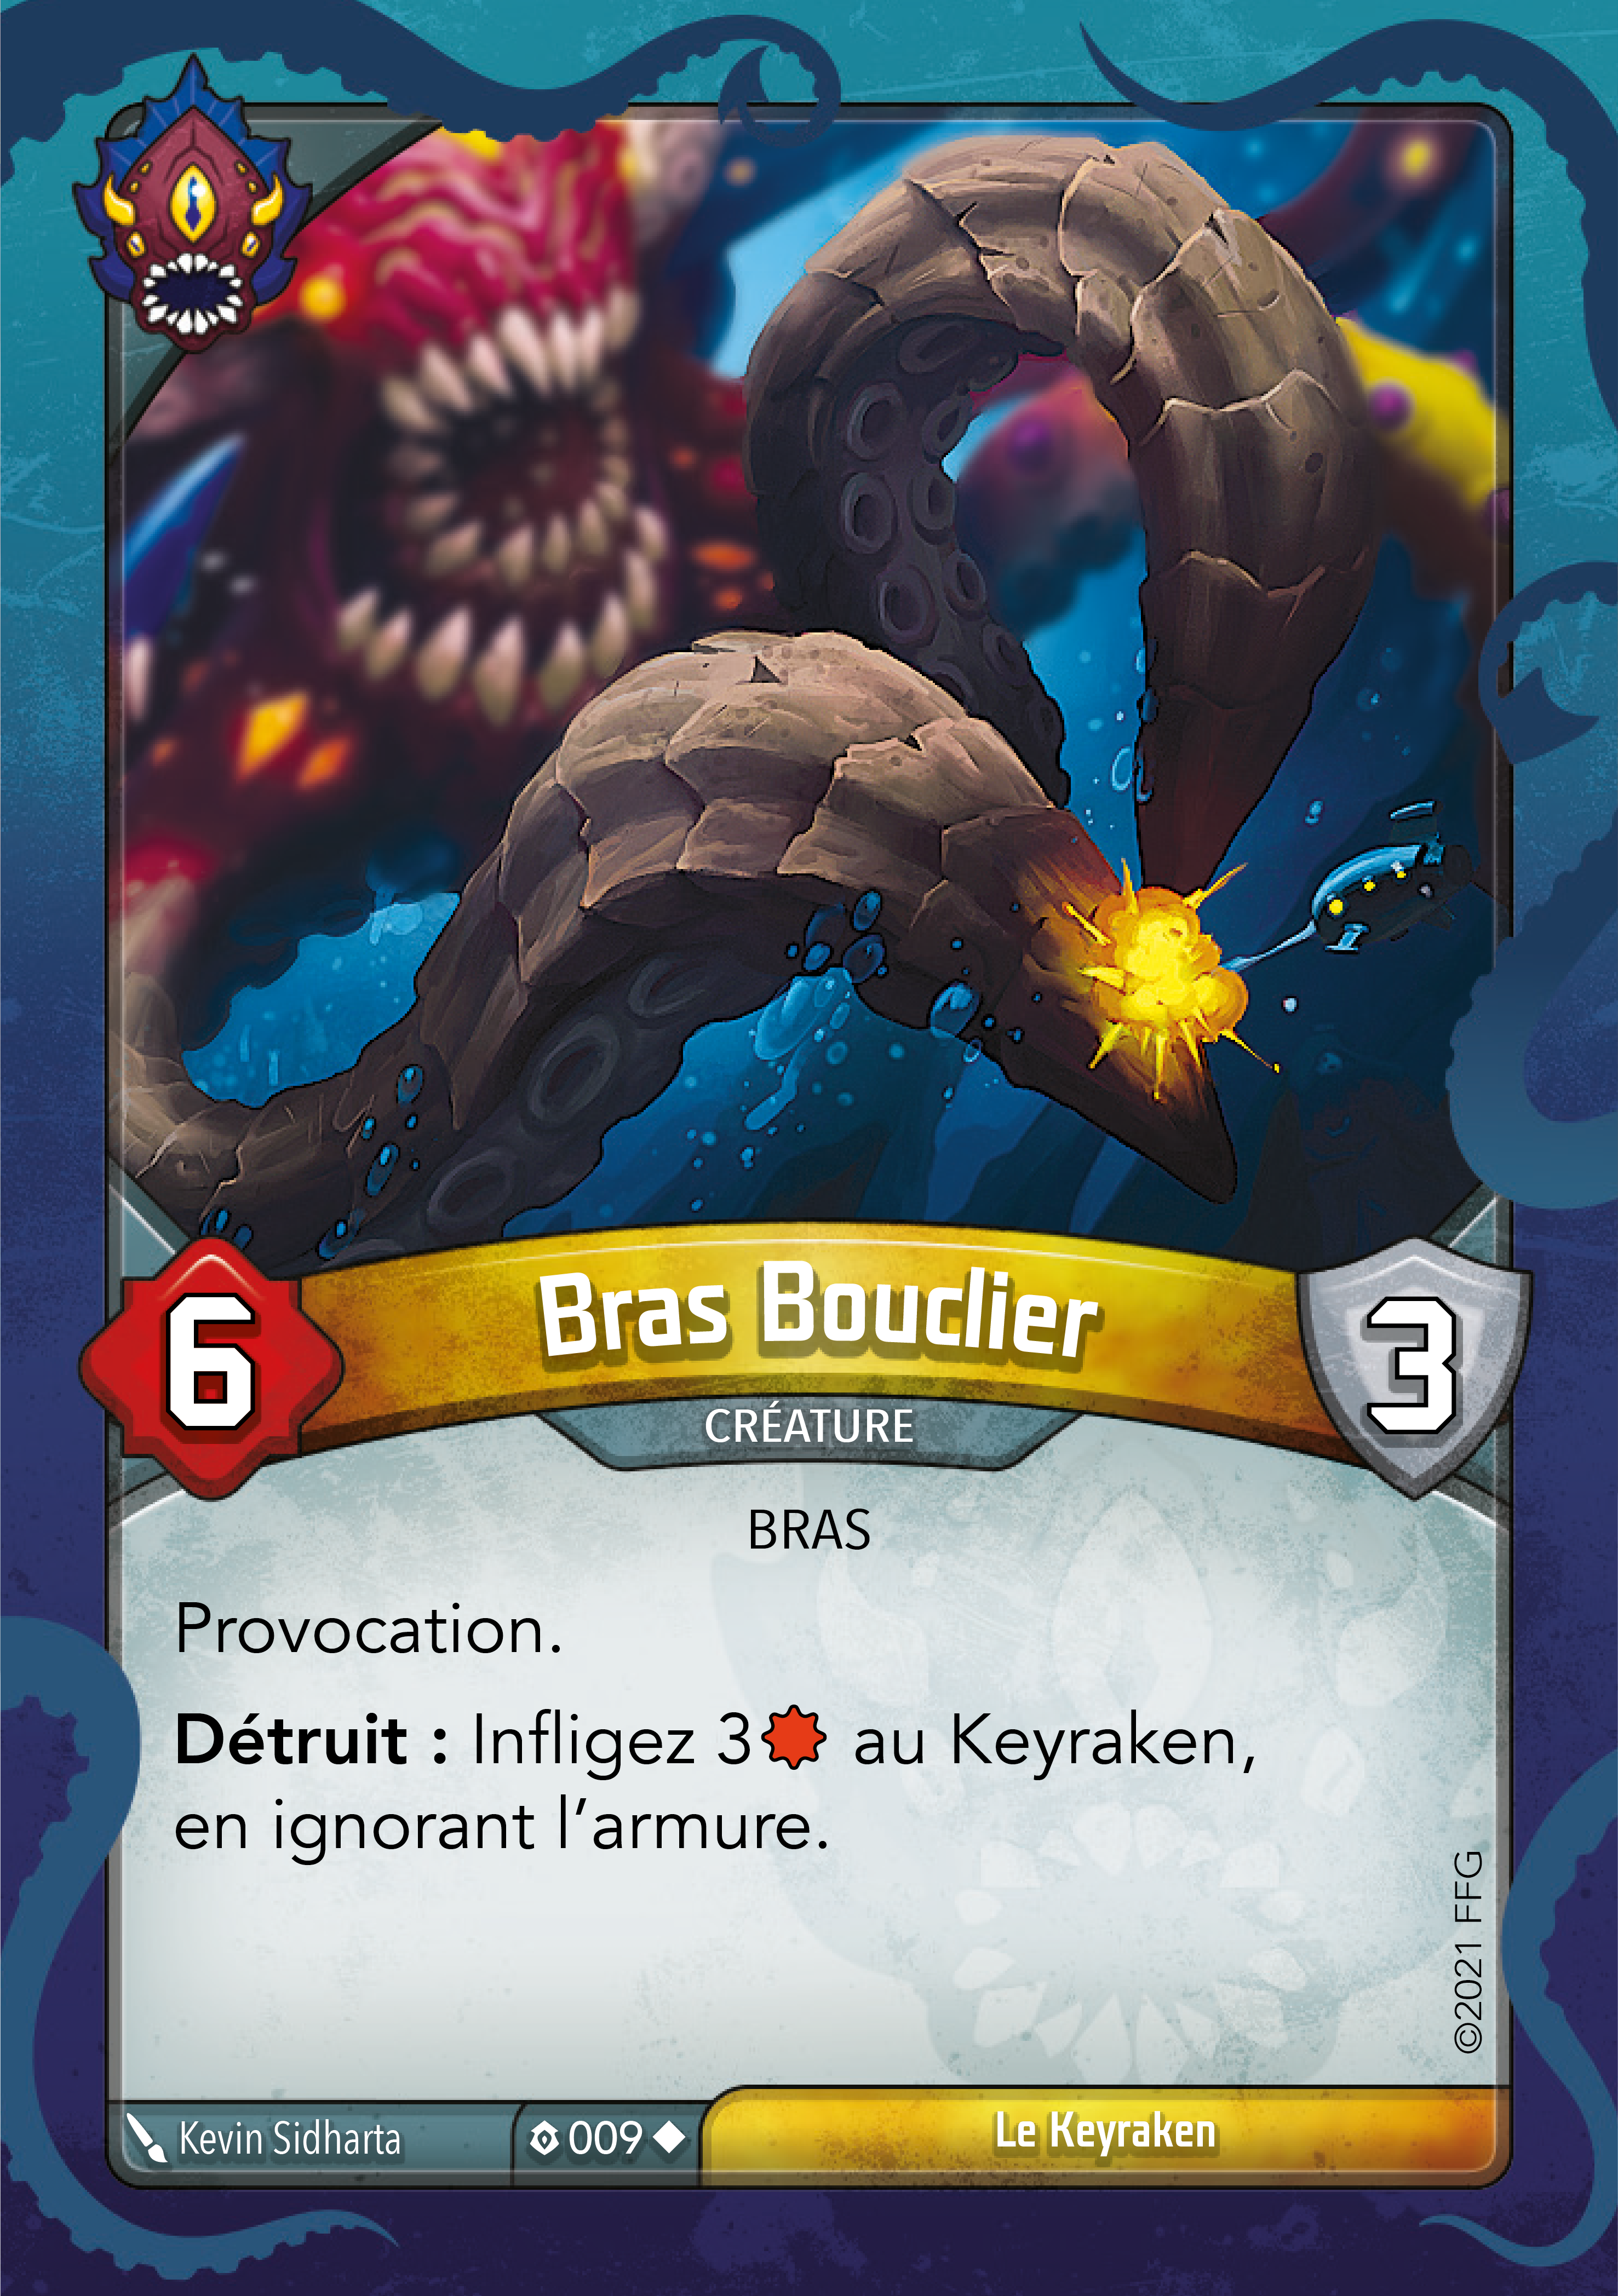 Bras Bouclier
6
3
CRÉATURE
BRAS
Provocation.
Détruit : Infligez 3 au Keyraken,
en ignorant l’armure.
©2021 FFG
Kevin Sidharta
009
Le Keyraken